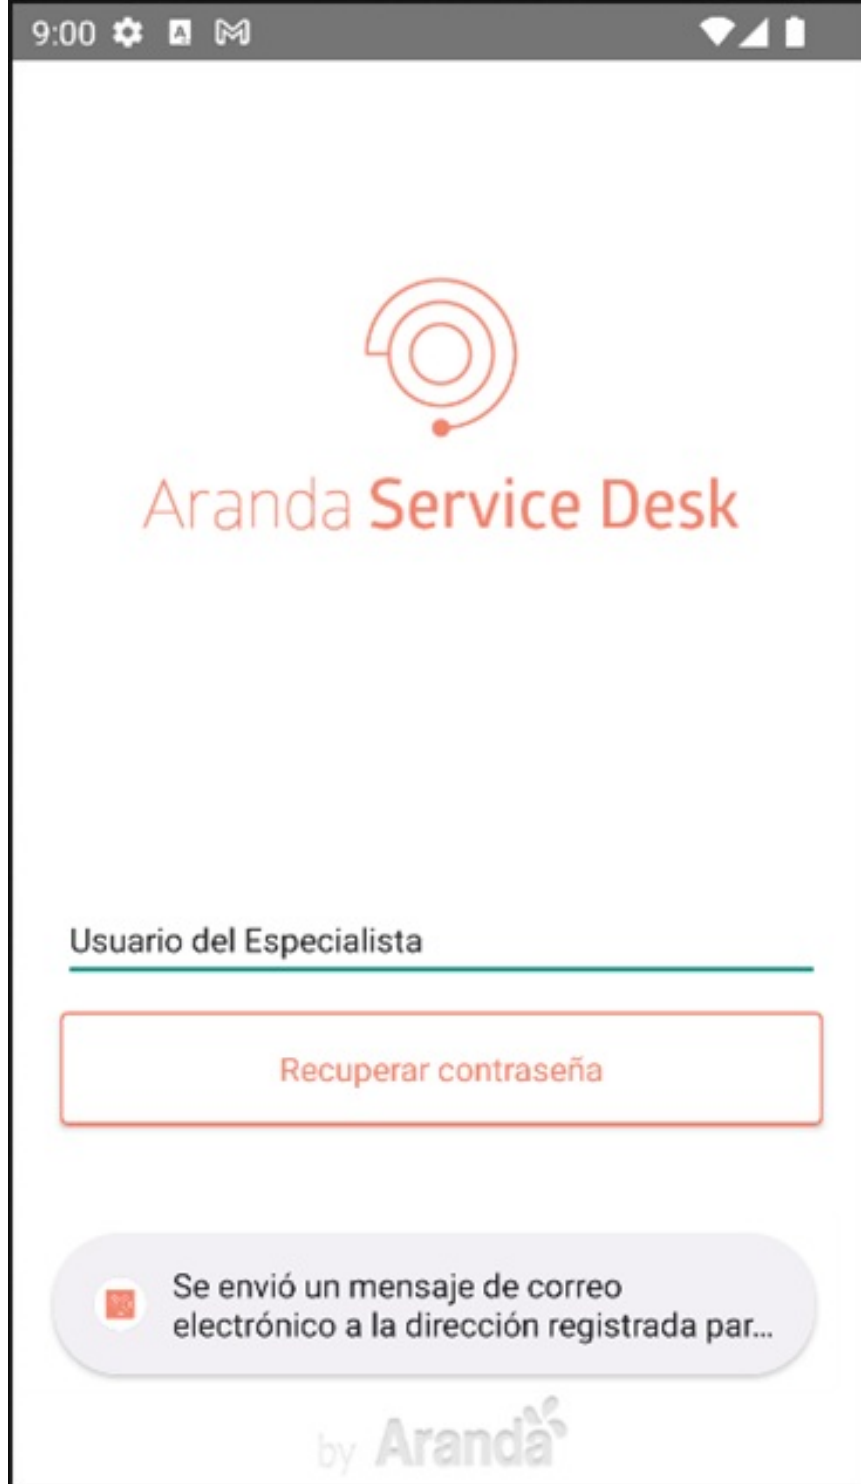 9:00
Aranda Service Desk
Usuario del Especialista
Recuperar contraseña
Se envió un mensaje de correo
electrónico a la dirección registrada par...
by Aranda